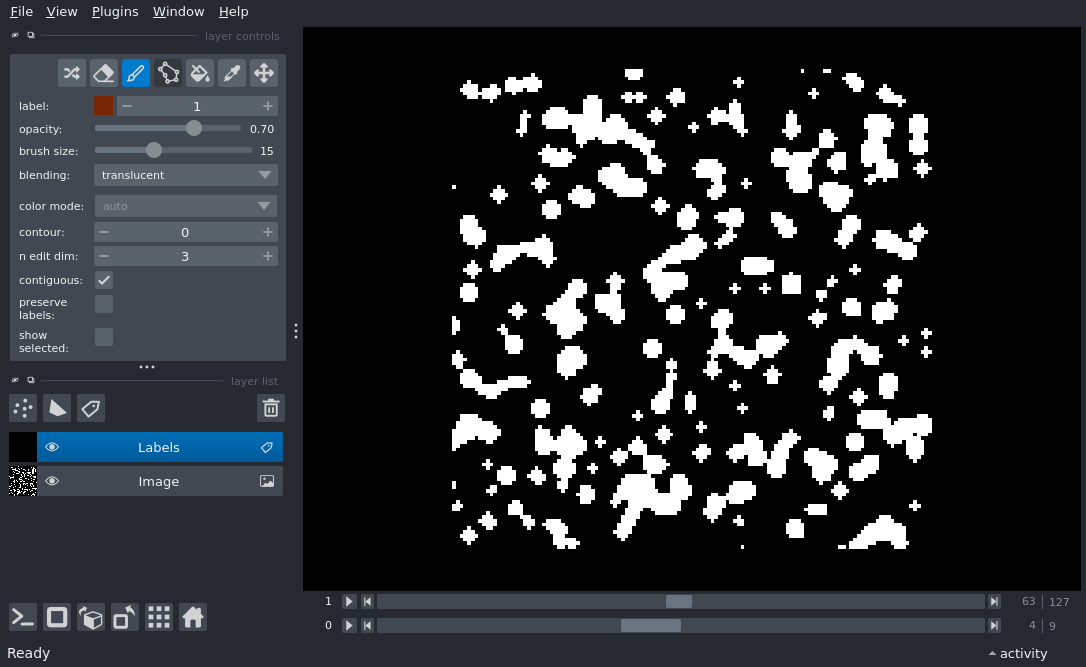 File View Plugins Window Help
layer controls
label: 1
opacity: 0.70
brush size: 15
blending: translucent
color mode: auto
contour: 0
n edit dim: 3
contiguous:
preserve
labels:
show
selected:
layer list
Labels
Image
1 63 127
0 4 9
Ready activity